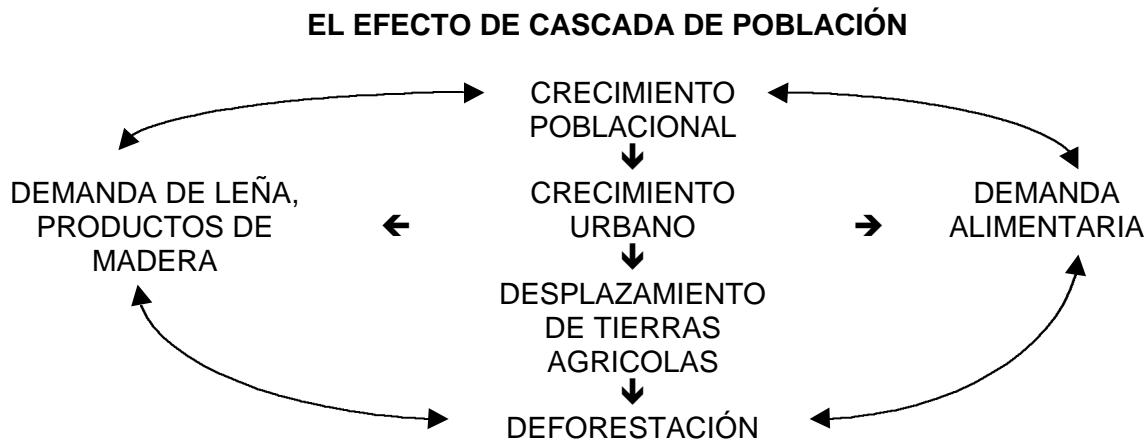 EL EFECTO DE CASCADA DE POBLACIÓN
CRECIMIENTO
POBLACIONAL
DEMANDA DE LEÑA,
PRODUCTOS DE
MADERA
CRECIMIENTO
URBANO
DEMANDA
ALIMENTARIA
DESPLAZAMIENTO
DE TIERRAS
AGRICOLAS
DEFORESTACIÓN